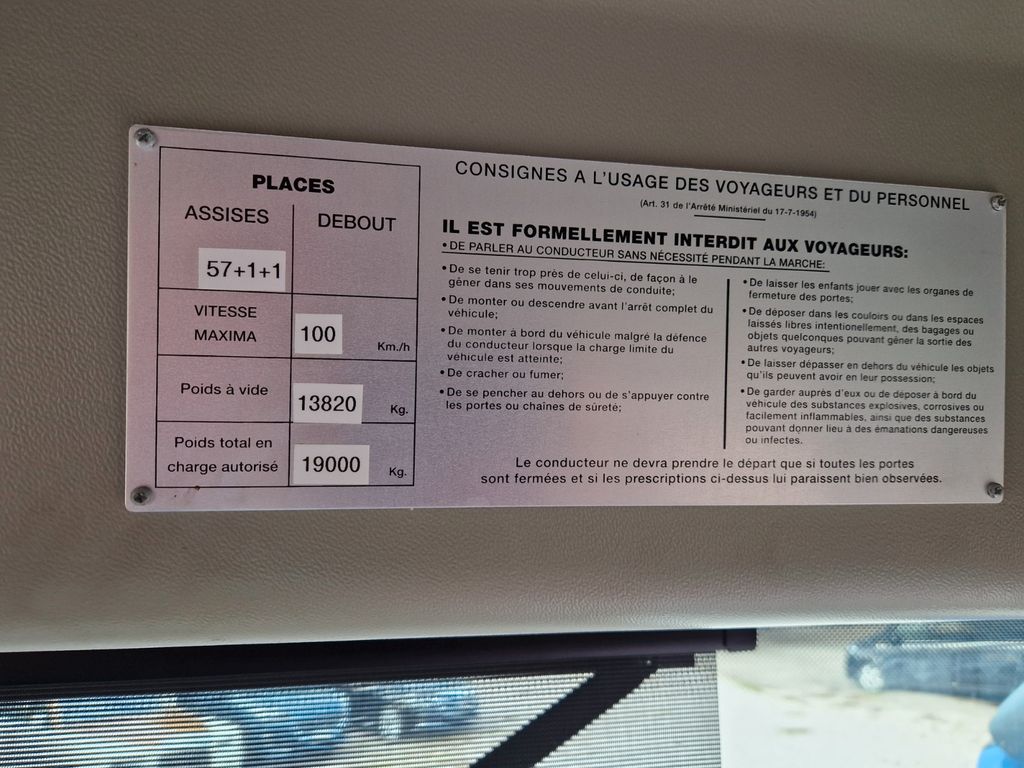 PLACES
ASSISES
DEBOUT
57+1+1
VITESSE
MAXIMA
100
Km./h
Poids à vide
13820
Kg.
Poids total en
charge autorisé
19000
Kg.
CONSIGNES A L'USAGE DES VOYAGEURS ET DU PERSONNEL
(Art. 31 de l'Arrêté Ministériel du 17-7-1954)
IL EST FORMELLEMENT INTERDIT AUX VOYAGEURS:
• DE PARLER AU CONDUCTEUR SANS NÉCESSITÉ PENDANT LA MARCHE:
• De se tenir trop près de celui-ci, de façon à le
gêner dans ses mouvements de conduite;
• De monter ou descendre avant l'arrêt complet du
véhicule;
• De monter à bord du véhicule malgré la défence
du conducteur lorsque la charge limite du
véhicule est atteinte;
• De cracher ou fumer;
• De se pencher au dehors ou de s'appuyer contre
les portes ou chaînes de sûreté;
• De laisser les enfants jouer avec les organes de
fermeture des portes;
• De déposer dans les couloirs ou dans les espaces
laissés libres intentionellement, des bagages ou
objets quelconques pouvant gêner la sortie des
autres voyageurs;
• De laisser dépasser en dehors du véhicule les objets
qu'ils peuvent avoir en leur possession;
• De garder auprès d'eux ou de déposer à bord du
véhicule des substances explosives, corrosives ou
facilement inflammables, ainsi que des substances
pouvant donner lieu à des émanations dangereuses
ou infectes.
Le conducteur ne devra prendre le départ que si toutes les portes
sont fermées et si les prescriptions ci-dessus lui paraissent bien observées.